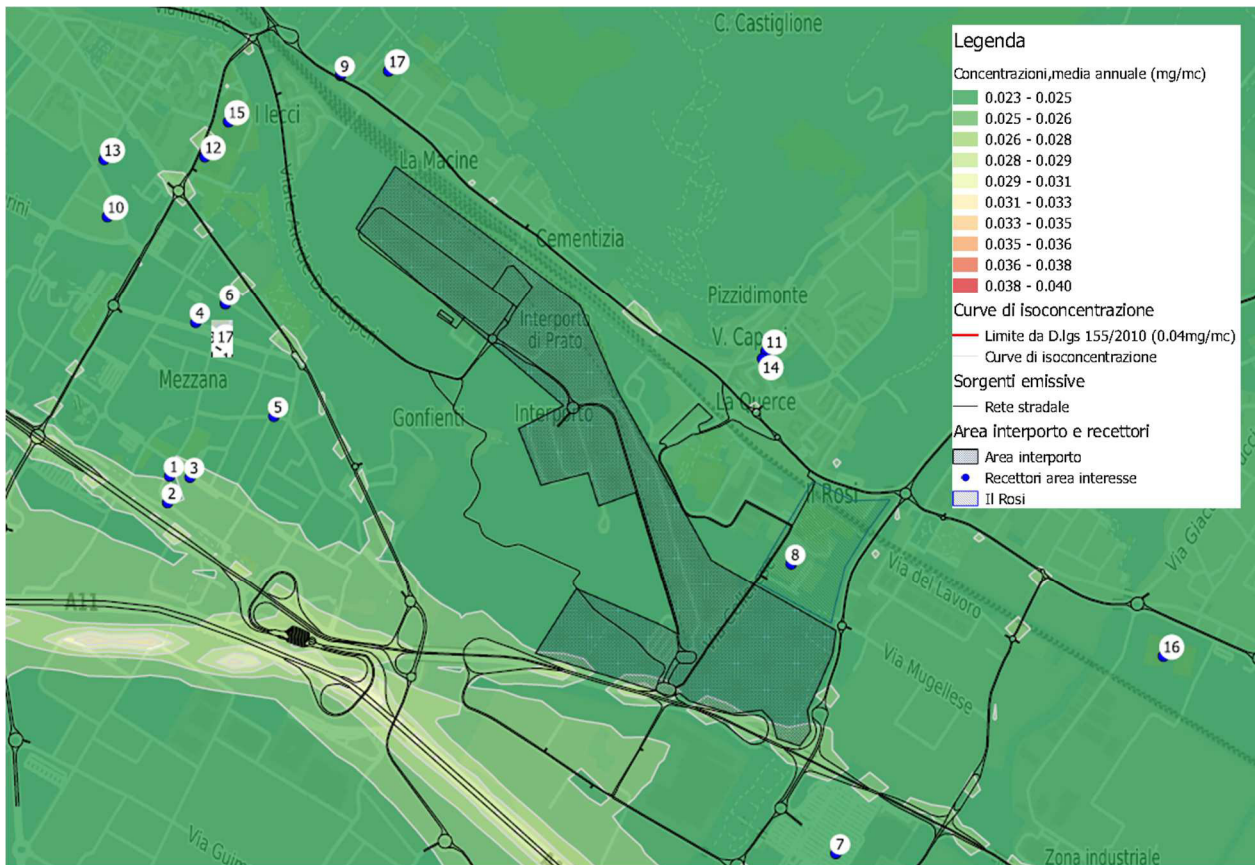 Via Firenze
C. Castiglione
9
17
15
I lecci
13
12
La Macine
10
Viale Alcide De Gasperi
Cementizia
6
4
17
Interporto
di Prato
Pizzidimonte
11
14
La Querce
Mezzana
5
Gonfienti
Interporto
1
3
2
Il Rosi
8
Via del Lavoro
A11
Via Mugellese
16
7
Zona industriale
Legenda
Concentrazioni,media annuale (mg/mc)
0.023 - 0.025
0.025 - 0.026
0.026 - 0.028
0.028 - 0.029
0.029 - 0.031
0.031 - 0.033
0.033 - 0.035
0.035 - 0.036
0.036 - 0.038
0.038 - 0.040
Curve di isoconcentrazione
Limite da D.lgs 155/2010 (0.04mg/mc)
Curve di isoconcentrazione
Sorgenti emissive
Rete stradale
Area interporto e recettori
Area interporto
Recettori area interesse
Il Rosi